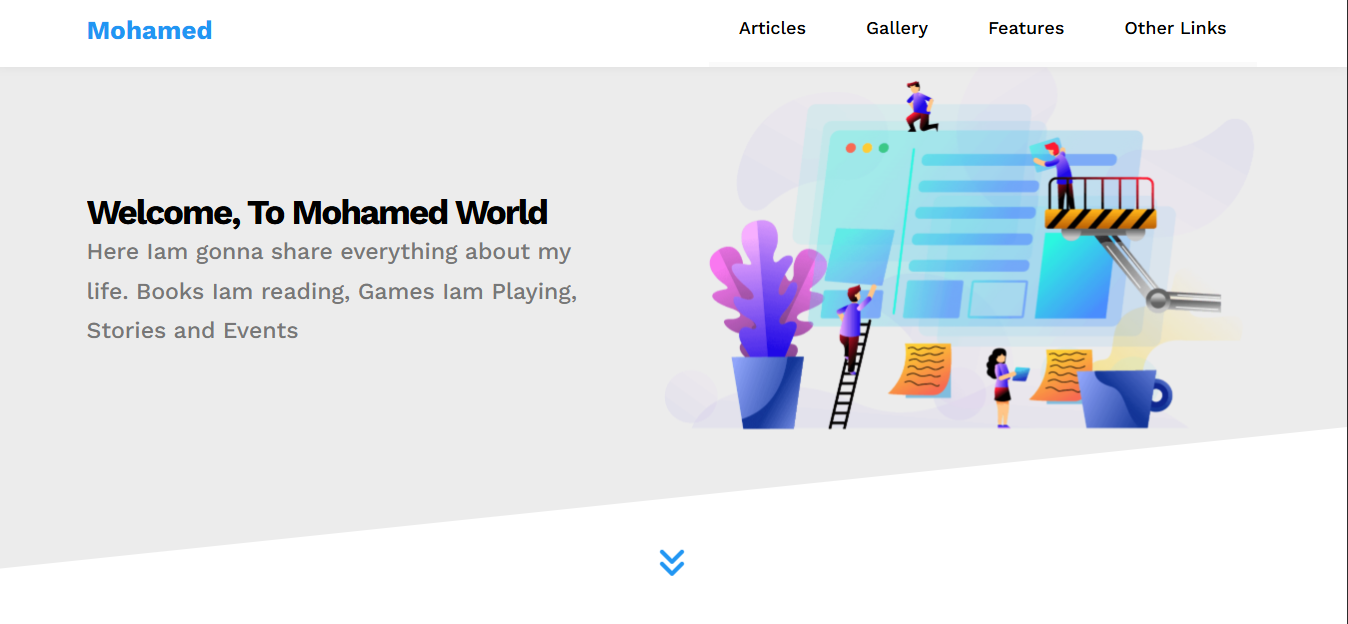 Mohamed
Articles Gallery Features Other Links
Welcome, To Mohamed World
Here Iam gonna share everything about my
life. Books Iam reading, Games Iam Playing,
Stories and Events